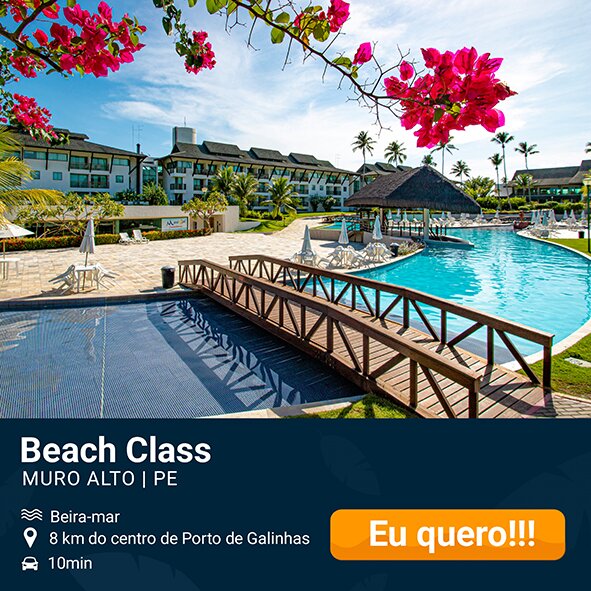 Beach Class
MURO ALTO | PE
Beira-mar
8 km do centro de Porto de Galinhas
10min
Eu quero!!!